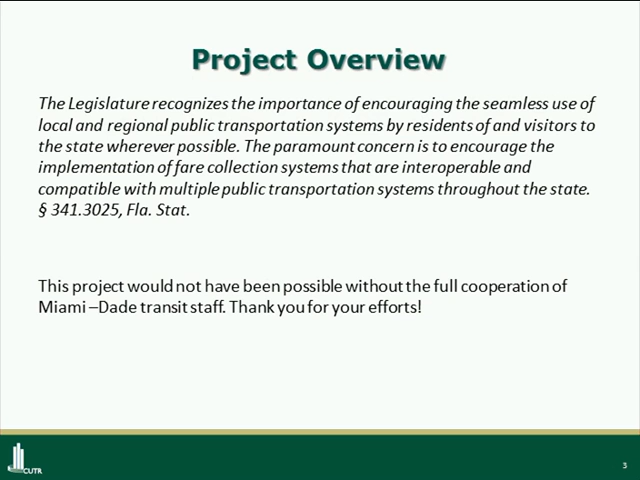 Project Overview
The Legislature recognizes the importance of encouraging the seamless use of
local and regional public transportation systems by residents of and visitors to
the state wherever possible. The paramount concern is to encourage the
implementation of fare collection systems that are interoperable and
compatible with multiple public transportation systems throughout the state.
§ 341.3025, Fla. Stat.
This project would not have been possible without the full cooperation of
Miami –Dade transit staff. Thank you for your efforts!
CUTR
3